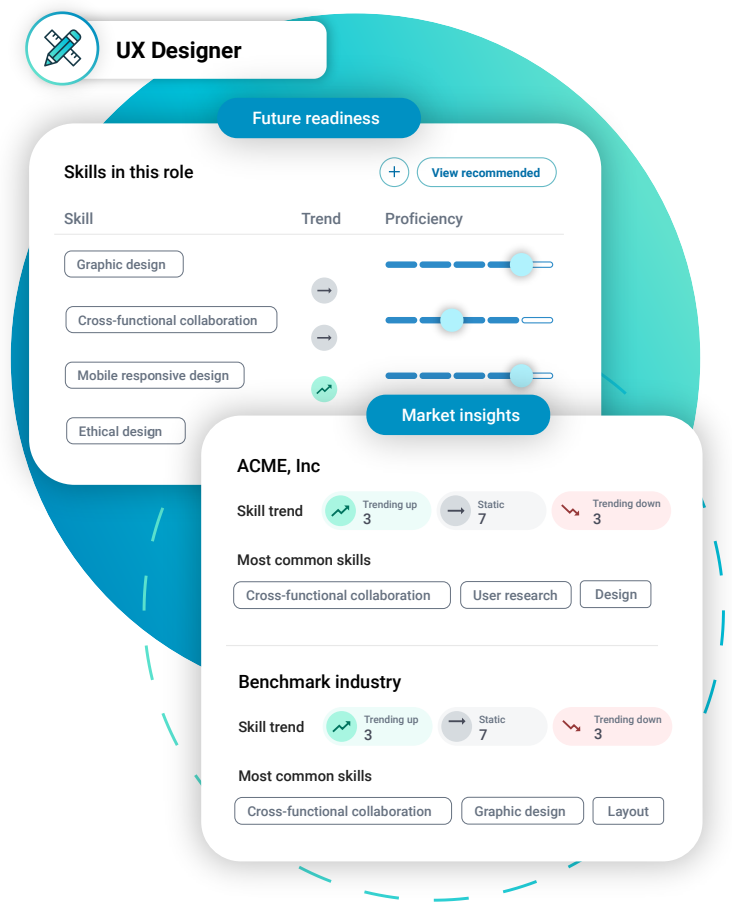 UX Designer
Future readiness
Skills in this role
+ View recommended
Skill Trend Proficiency
Graphic design
Cross-functional collaboration
Mobile responsive design
Ethical design
Market insights
ACME, Inc
Skill trend
Trending up
3
Static
7
Trending down
3
Most common skills
Cross-functional collaboration
User research
Design
Benchmark industry
Skill trend
Trending up
3
Static
7
Trending down
3
Most common skills
Cross-functional collaboration
Graphic design
Layout